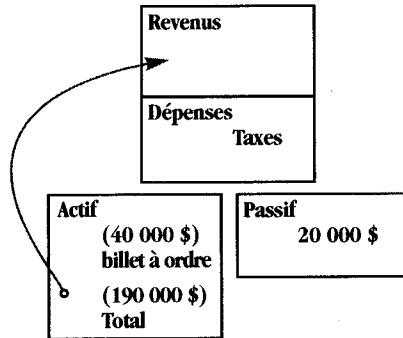 Revenus
Dépenses
Taxes
Actif
(40 000 $)
billet à ordre
(190 000 $)
Total
Passif
20 000 $